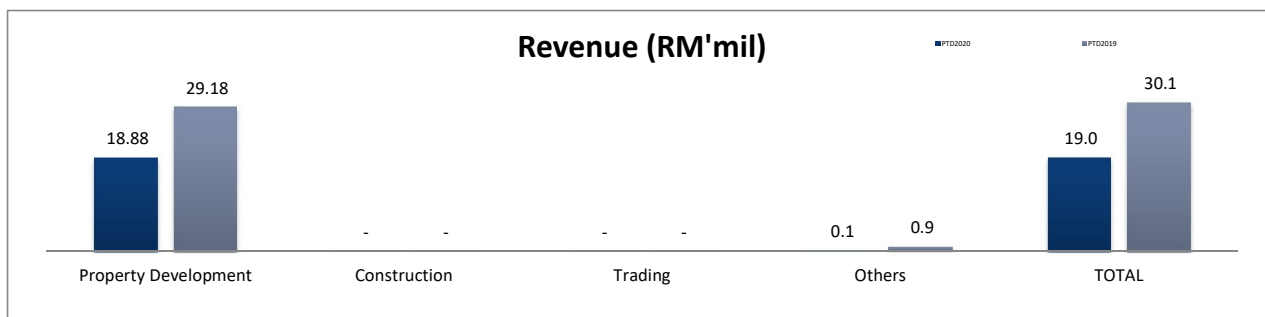 Revenue (RM'mil)
PTD2020 PTD2019
18.88 29.18 - - - - 0.1 0.9 19.0 30.1
Property Development Construction Trading Others TOTAL